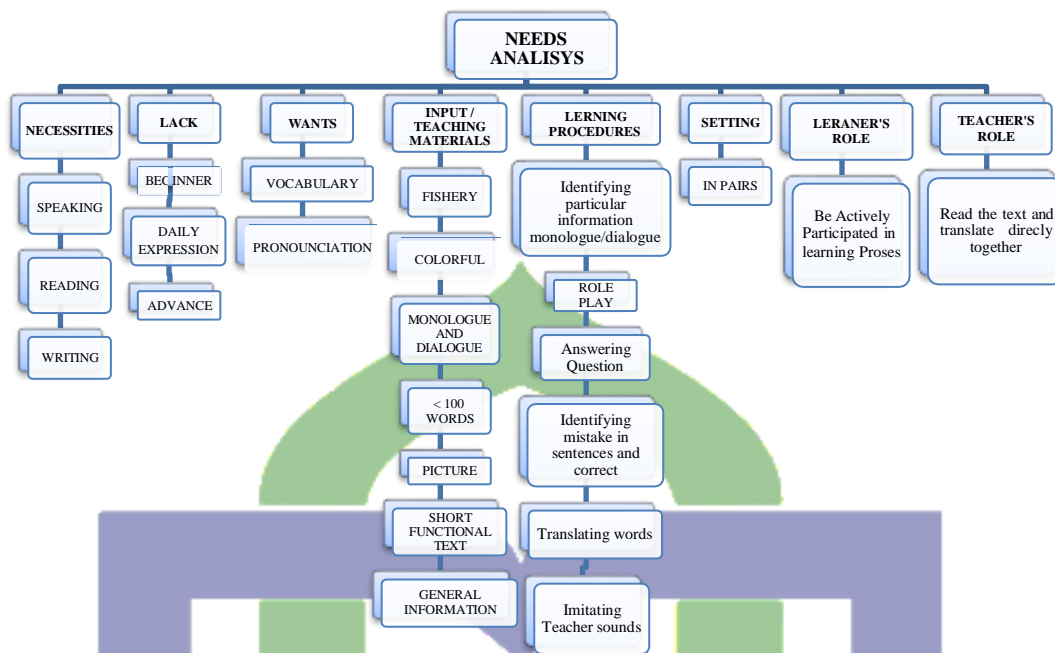 NEEDS
ANALISYS
NECESSITIES
SPEAKING
READING
WRITING
LACK
BEGINNER
DAILY
EXPRESSION
ADVANCE
WANTS
VOCABULARY
PRONOUNCIATION
INPUT /
TEACHING
MATERIALS
FISHERY
COLORFUL
MONOLOGUE
AND
DIALOGUE
< 100
WORDS
PICTURE
SHORT
FUNCTIONAL
TEXT
GENERAL
INFORMATION
LERNING
PROCEDURES
Identifying
particular
information
monologue/dialogue
ROLE
PLAY
Answering
Question
Identifying
mistake in
sentences and
correct
Translating words
Imitating
Teacher sounds
SETTING
IN PAIRS
LERANER'S
ROLE
Be Actively
Participated in
learning Proses
TEACHER'S
ROLE
Read the text and
translate direcly
together